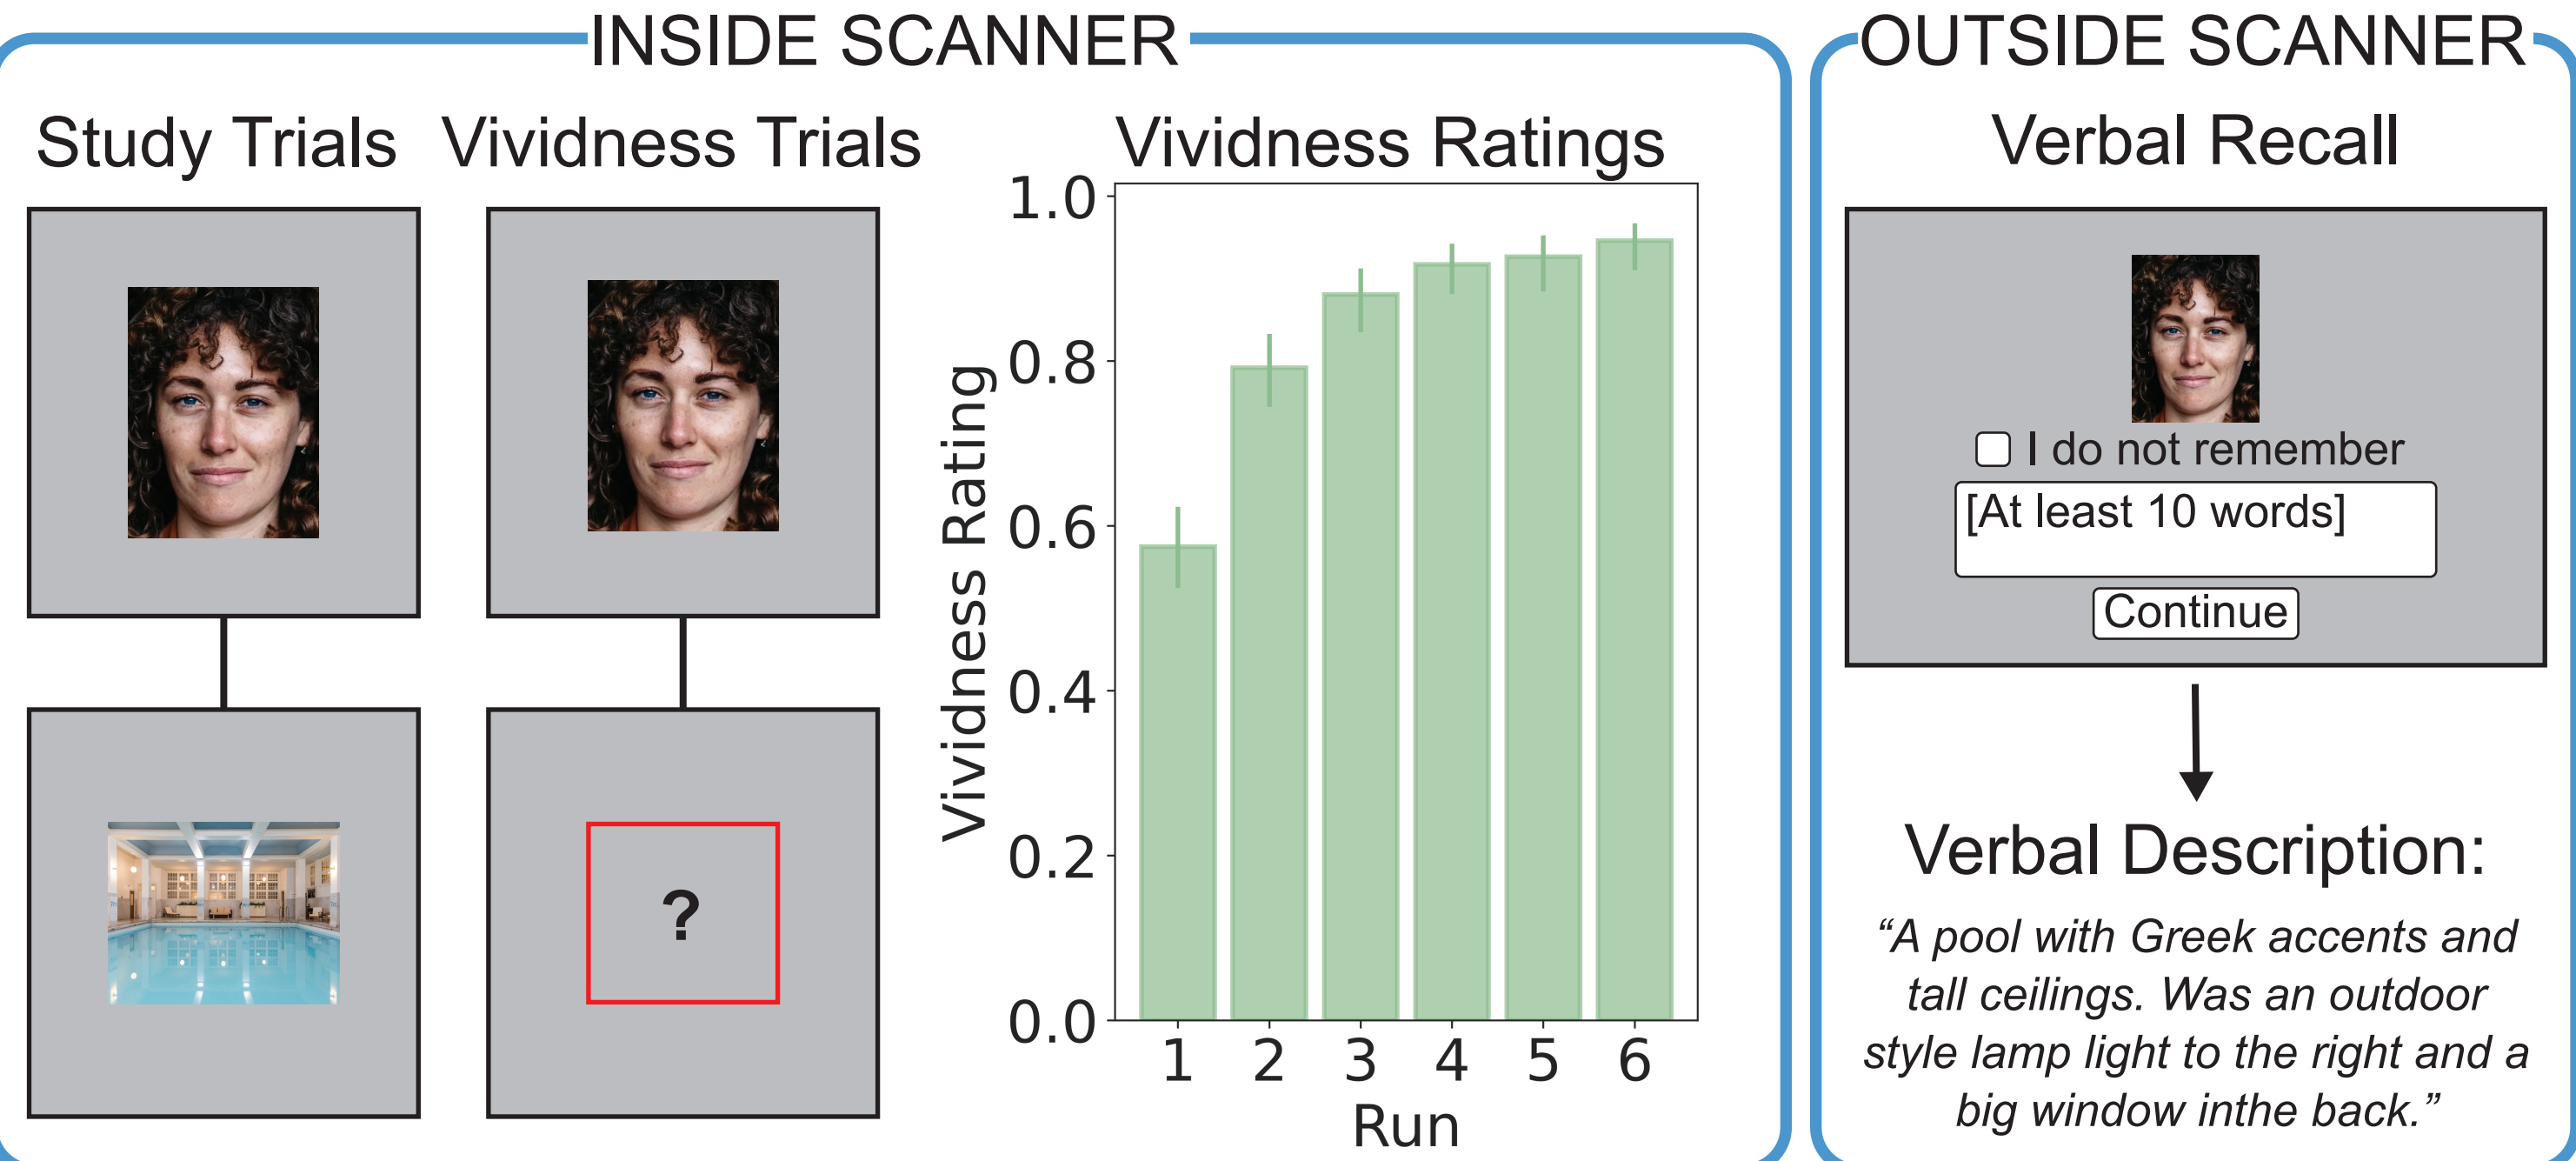 INSIDE SCANNER
Study Trials
Vividness Trials
?
Vividness Ratings
Vividness Rating
1.0
0.8
0.6
0.4
0.2
0.0
1 2 3 4 5 6
Run
OUTSIDE SCANNER
Verbal Recall
I do not remember
[At least 10 words]
Continue
Verbal Description:
“A pool with Greek accents and
tall ceilings. Was an outdoor
style lamp light to the right and a
big window inthe back.”